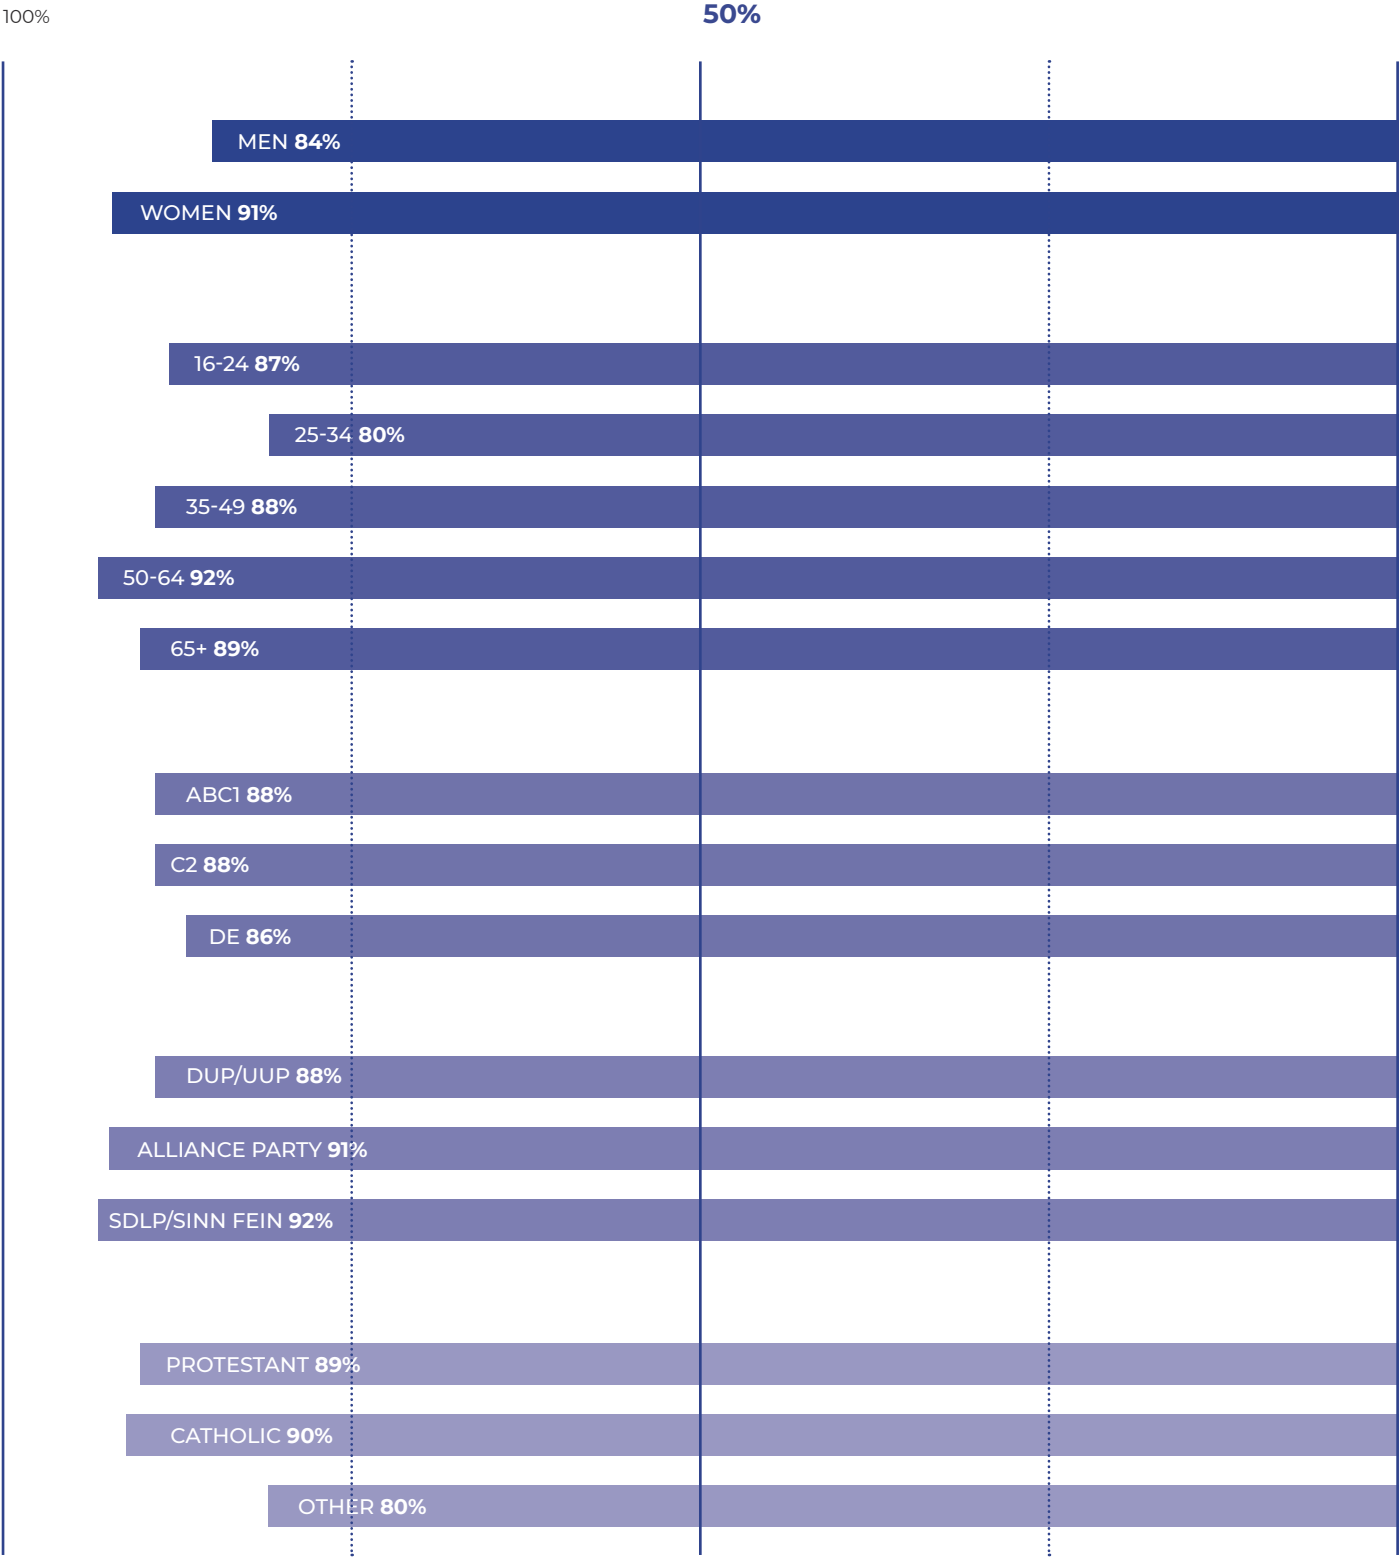 100% 50%
MEN 84%
WOMEN 91%
16-24 87%
25-34 80%
35-49 88%
50-64 92%
65+ 89%
ABC1 88%
C2 88%
DE 86%
DUP/UUP 88%
ALLIANCE PARTY 91%
SDLP/SINN FEIN 92%
PROTESTANT 89%
CATHOLIC 90%
OTHER 80%